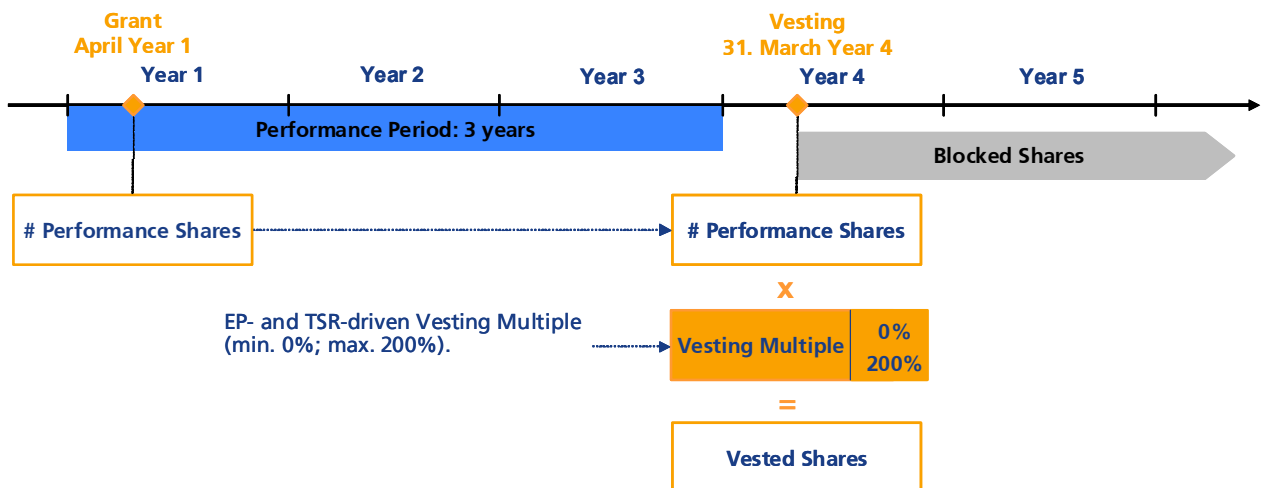 Grant
April Year 1
Vesting
31. March Year 4
Year 1
Year 2
Year 3
Year 4
Year 5
Performance Period: 3 years
Blocked Shares
# Performance Shares
# Performance Shares
x
EP- and TSR-driven Vesting Multiple
(min. 0%; max. 200%).
Vesting Multiple
0%
200%
=
Vested Shares